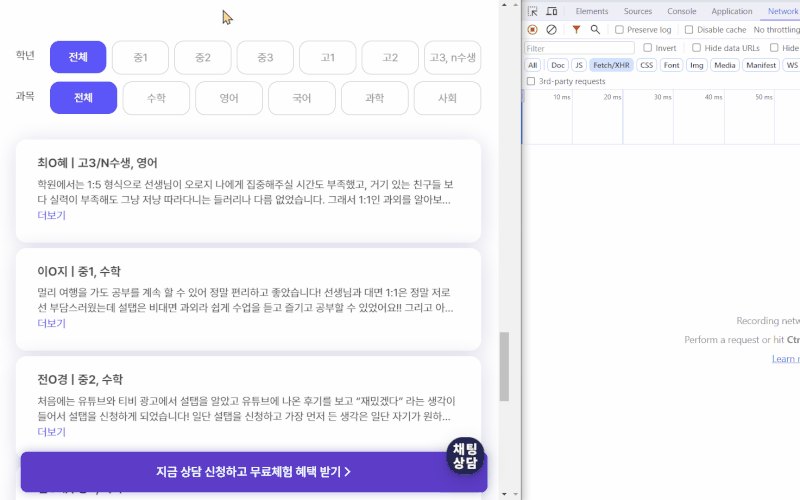 학년 전체 중1 중2 중3 고1 고2 고3, n수생
과목 전체 수학 영어 국어 과학 사회
최O혜 | 고3/N수생, 영어
학원에서는 1:5 형식으로 선생님이 오로지 나에게 집중해주실 시간도 부족했고, 거기 있는 친구들 보
다 실력이 부족해도 그냥 저냥 따라다니는 들러리나 다름 없었습니다. 그래서 1:1인 과외를 알아보...
더보기
이O지 | 중1, 수학
멀리 여행을 가도 공부를 계속 할 수 있어 정말 편리하고 좋았습니다! 선생님과 대면 1:1은 정말 저로
선 부담스러웠는데 설탭은 비대면 과외라 쉽게 수업을 듣고 즐기고 공부할 수 있었어요!! 그리고 아...
더보기
전O경 | 중2, 수학
처음에는 유튜브와 티비 광고에서 설탭을 알았고 유튜브에 나온 후기를 보고 “재밌겠다” 라는 생각이
들어서 설탭을 신청하게 되었습니다! 일단 설탭을 신청하고 가장 먼저 든 생각은 일단 자기가 원하...
더보기
지금 상담 신청하고 무료체험 혜택 받기
채팅
상담
Elements Sources Console Application Network
Preserve log Disable cache No throttling
Filter Invert Hide data URLs Hide
All Doc JS Fetch/XHR CSS Font Img Media Manifest WS
3rd-party requests
10 ms 20 ms 30 ms 40 ms 50 ms
Recording netw
Perform a request or hit Ctr
Learn m